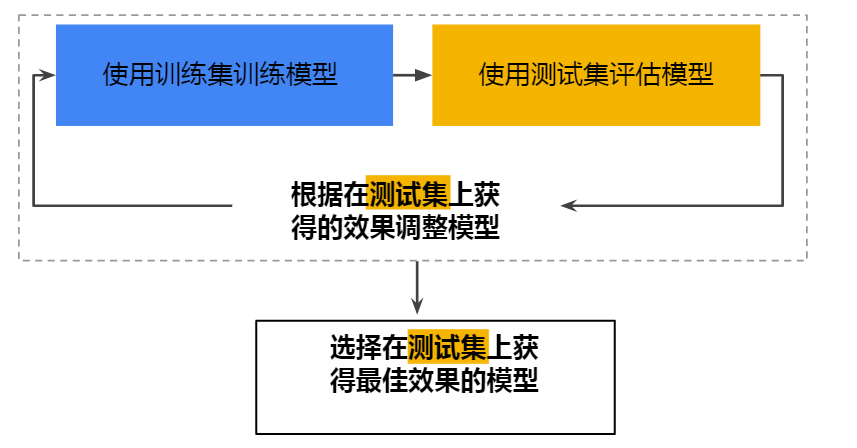 使用训练集训练模型
使用测试集评估模型
根据在测试集上获
得的效果调整模型
选择在测试集上获
得最佳效果的模型